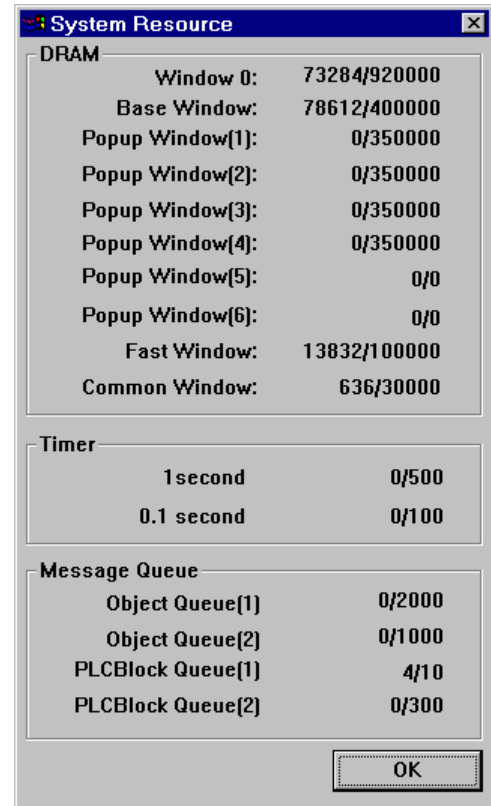 System Resource
DRAM
Window 0: 73284/920000
Base Window: 78612/400000
Popup Window(1): 0/350000
Popup Window(2): 0/350000
Popup Window(3): 0/350000
Popup Window(4): 0/350000
Popup Window(5): 0/0
Popup Window(6): 0/0
Fast Window: 13832/100000
Common Window: 636/30000
Timer
1second 0/500
0.1 second 0/100
Message Queue
Object Queue(1) 0/2000
Object Queue(2) 0/1000
PLCBlock Queue(1) 4/10
PLCBlock Queue(2) 0/300
OK